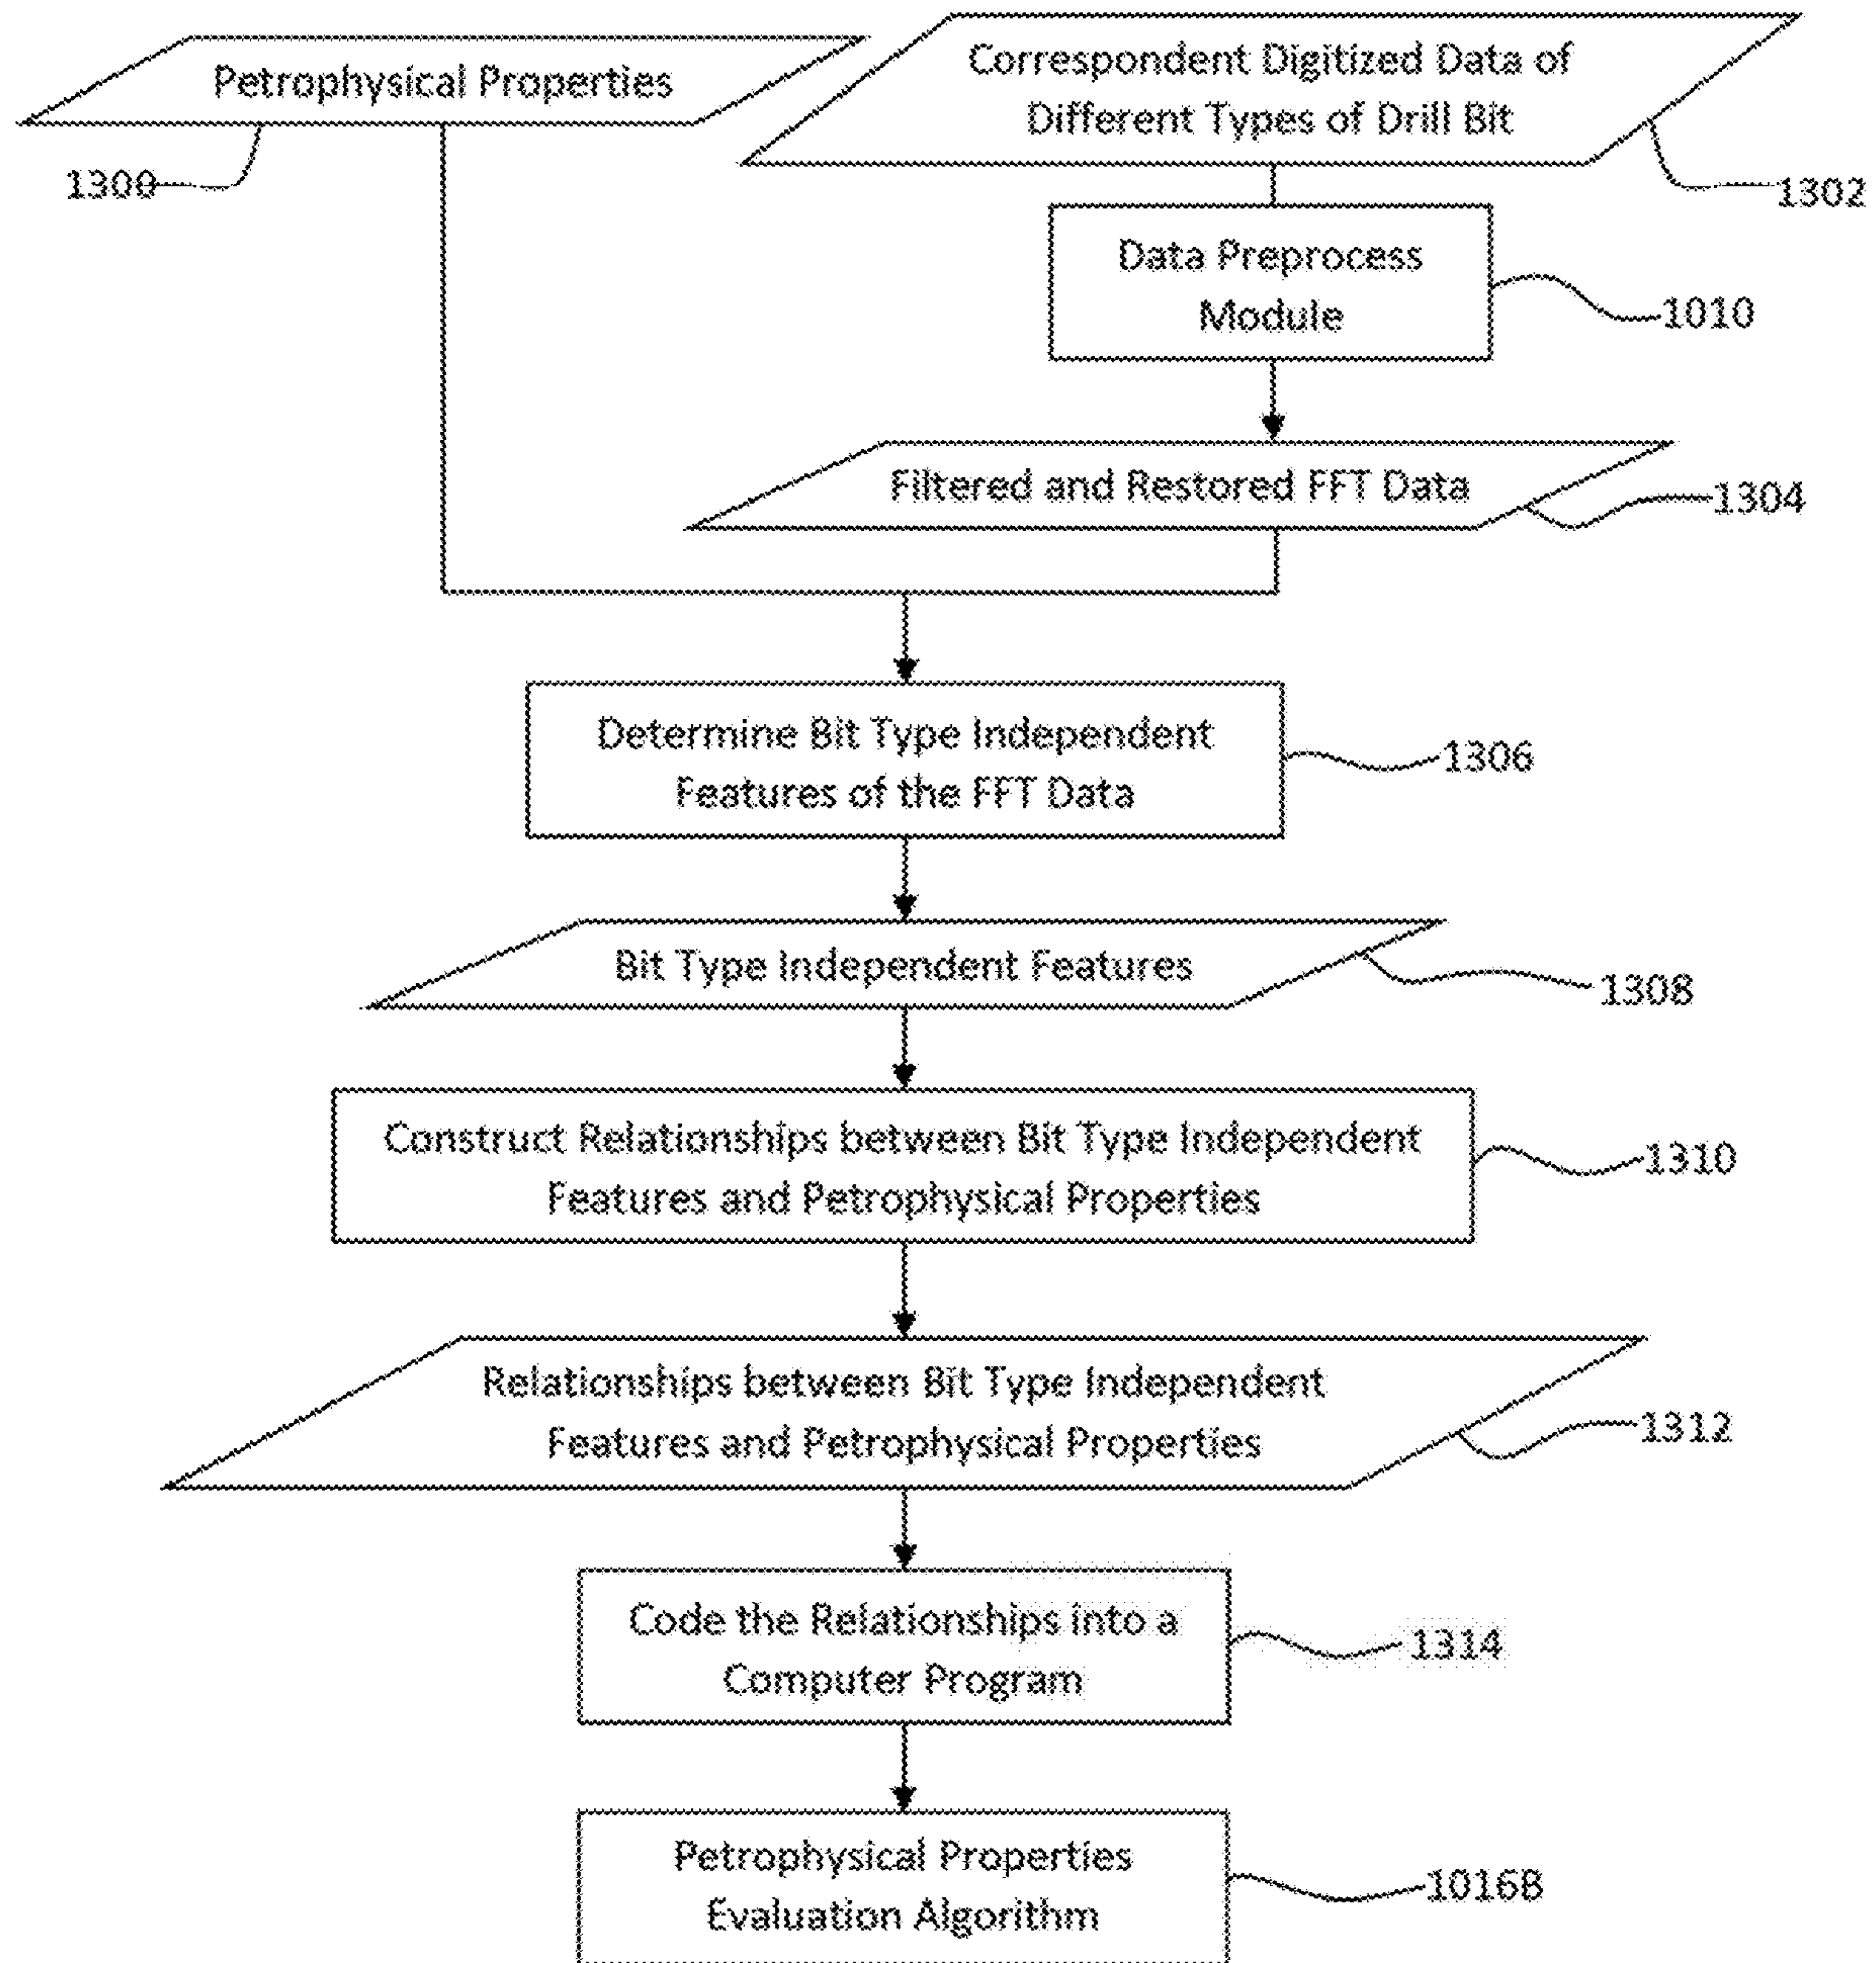 Petrophysical Properties
1300
Correspondent Digitized Data of
Different Types of Drill Bit
1302
Data Preprocess
Module
1010
Filtered and Restored FFT Data
1304
Determine Bit Type Independent
Features of the FFT Data
1306
Bit Type Independent Features
1308
Construct Relationships between Bit Type Independent
Features and Petrophysical Properties
1310
Relationships between Bit Type Independent
Features and Petrophysical Properties
1312
Code the Relationships into a
Computer Program
1314
Petrophysical Properties
Evaluation Algorithm
1016B